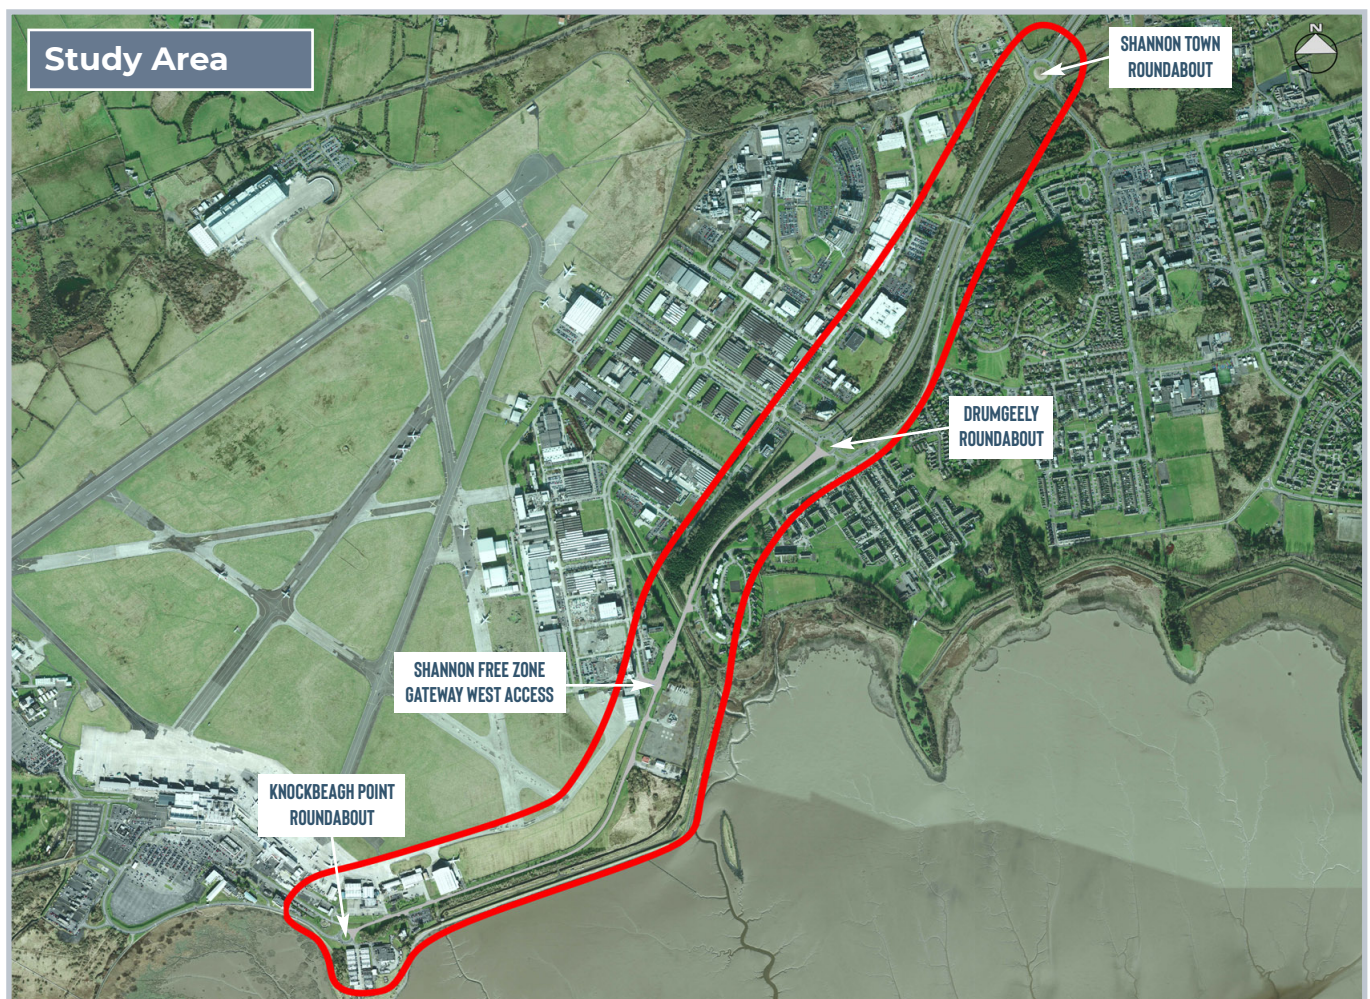 Study Area
N
SHANNON TOWN
ROUNDABOUT
DRUMGEELY
ROUNDABOUT
SHANNON FREE ZONE
GATEWAY WEST ACCESS
KNOCKBEAGH POINT
ROUNDABOUT